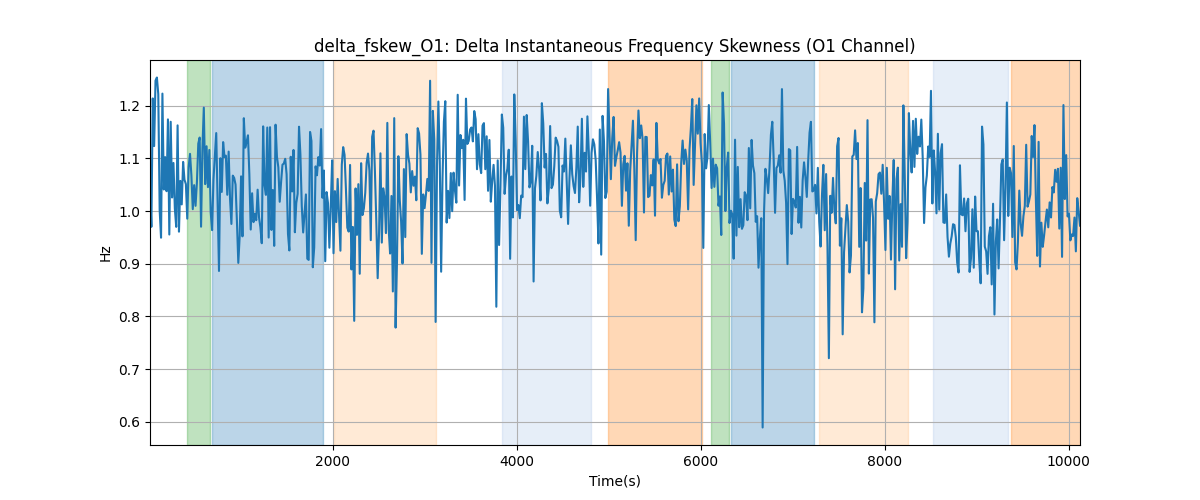 delta_fskew_O1: Delta Instantaneous Frequency Skewness (O1 Channel)
Hz
1.2
1.1
1.0
0.9
0.8
0.7
0.6
2000 4000 6000 8000 10000
Time(s)